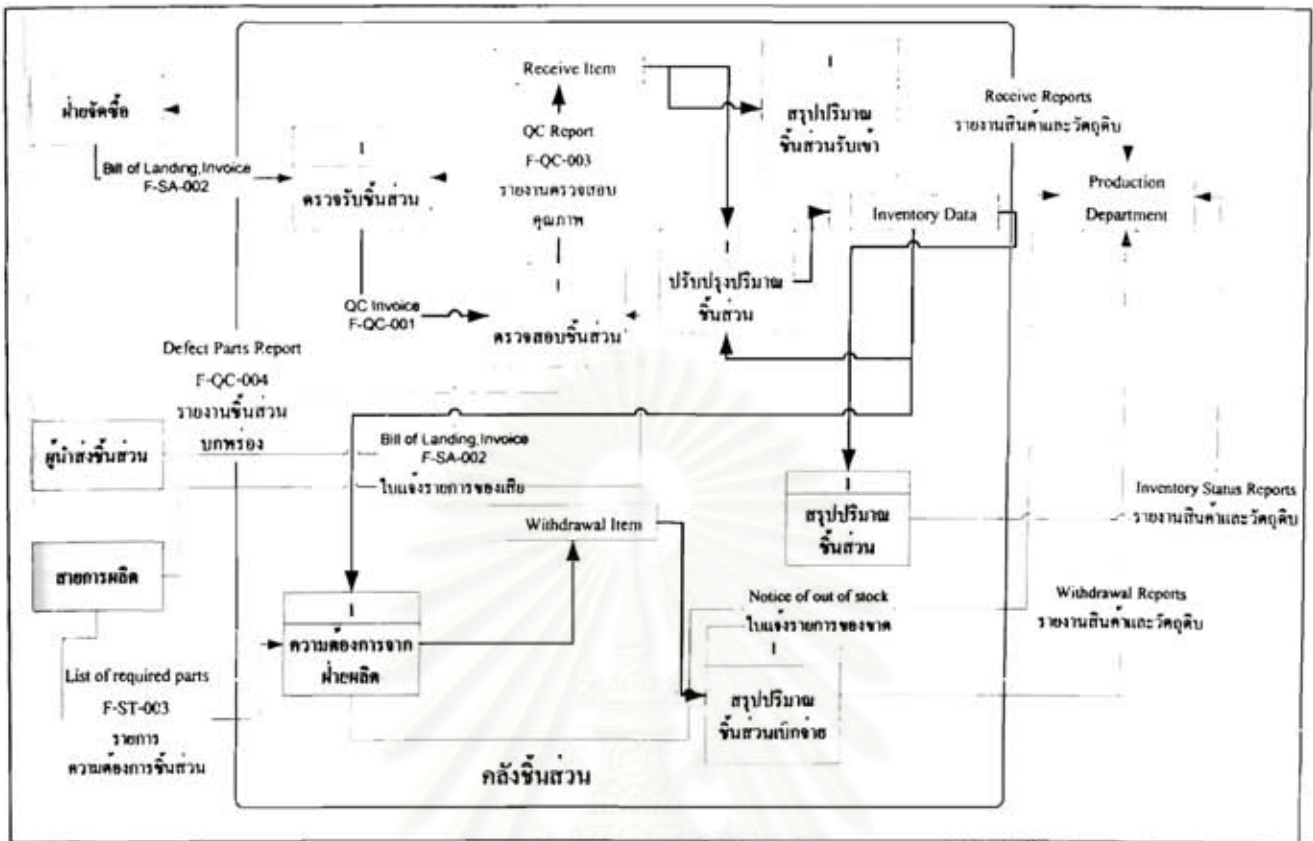 ฝ่ายจัดซื้อ
Bill of Landing,Invoice
F-SA-002
1
ตรวจรับชิ้นส่วน
QC Invoice
F-QC-001
Receive Item
QC Report
F-QC-003
รายงานตรวจสอบ
คุณภาพ
1
ตรวจสอบชิ้นส่วน
1
สรุปปริมาณ
ชิ้นส่วนรับเข้า
1
ปรับปรุงปริมาณ
ชิ้นส่วน
Inventory Data
Receive Reports
รายงานสินค้าและวัตถุดิบ
Production
Department
Defect Parts Report
F-QC-004
รายงานชิ้นส่วน
บกพร่อง
ผู้นำส่งชิ้นส่วน
Bill of Landing,Invoice
F-SA-002
ใบแจ้งรายการของเสีย
Withdrawal Item
1
สรุปปริมาณ
ชิ้นส่วน
Inventory Status Reports
รายงานสินค้าและวัตถุดิบ
สายการผลิต
1
ความต้องการจาก
ฝ่ายผลิต
Notice of out of stock
ใบแจ้งรายการของขาด
1
สรุปปริมาณ
ชิ้นส่วนเบิกจ่าย
Withdrawal Reports
รายงานสินค้าและวัตถุดิบ
List of required parts
F-ST-003
รายการ
ความต้องการชิ้นส่วน
คลังชิ้นส่วน